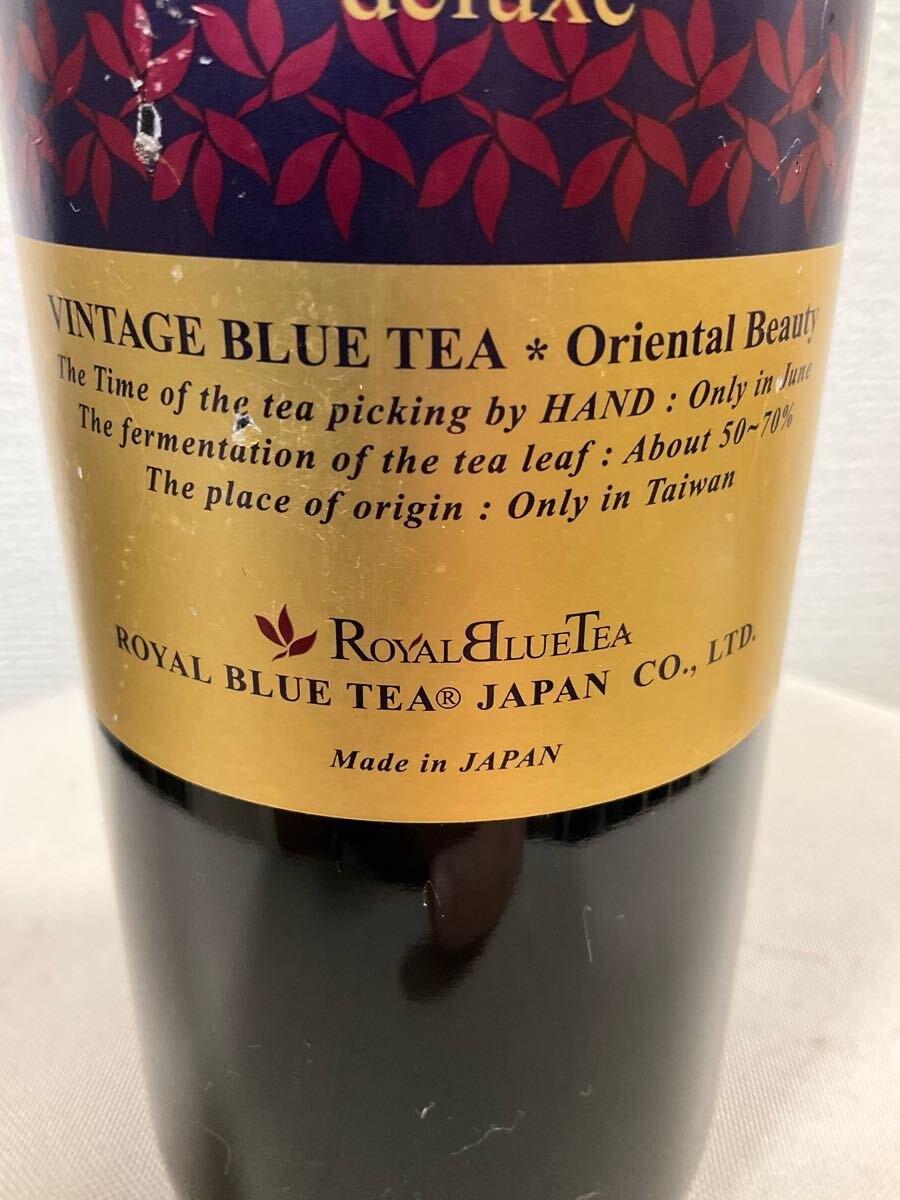 deluxe
VINTAGE BLUE TEA * Oriental Beauty
The Time of the tea picking by HAND : Only in June
The fermentation of the tea leaf : About 50~70%
The place of origin : Only in Taiwan
ROYALBLUETEA
ROYAL BLUE TEA® JAPAN CO., LTD.
Made in JAPAN